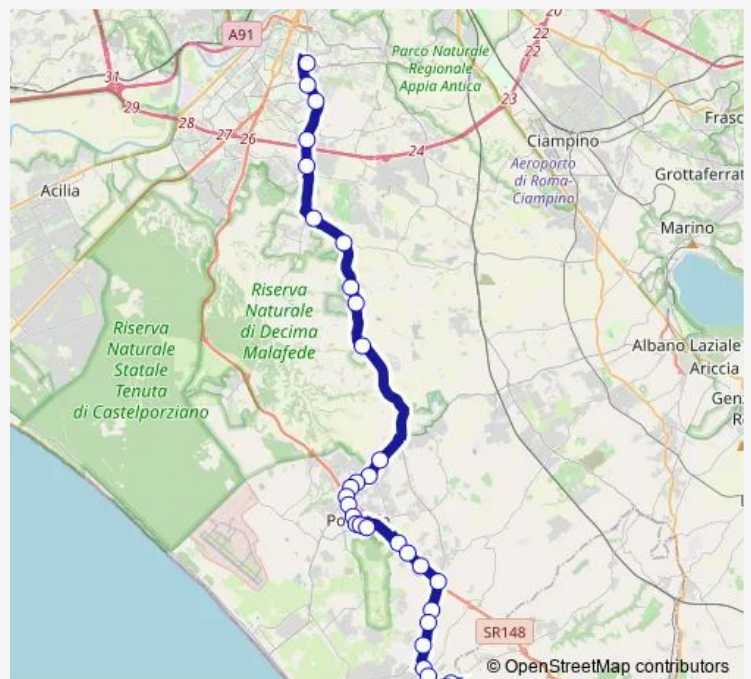 20
22
22
A91
Parco Naturale
Regionale
Appia Antica
31
29
28
27
26
23
24
Frasc
Ciampino
Aeroporto
di Roma-
Ciampino
Acilia
Grottaferrat
Marino
Riserva
Naturale
di Decima
Malafede
Riserva
Naturale
Statale
Tenuta
di Castelporziano
Albano Laziale
Ariccia
Gen
R
Po
SR148
© OpenStreetMap contributors